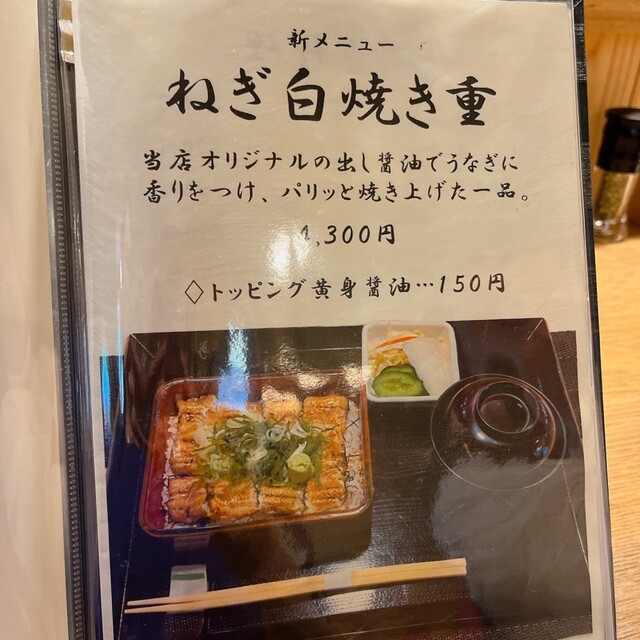 新メニュー
ねぎ白焼き重
当店オリジナルの出し醤油でうなぎに
香りをつけ、パリッと焼き上げた一品。
4,300円
◇トッピング黄身醤油…150円